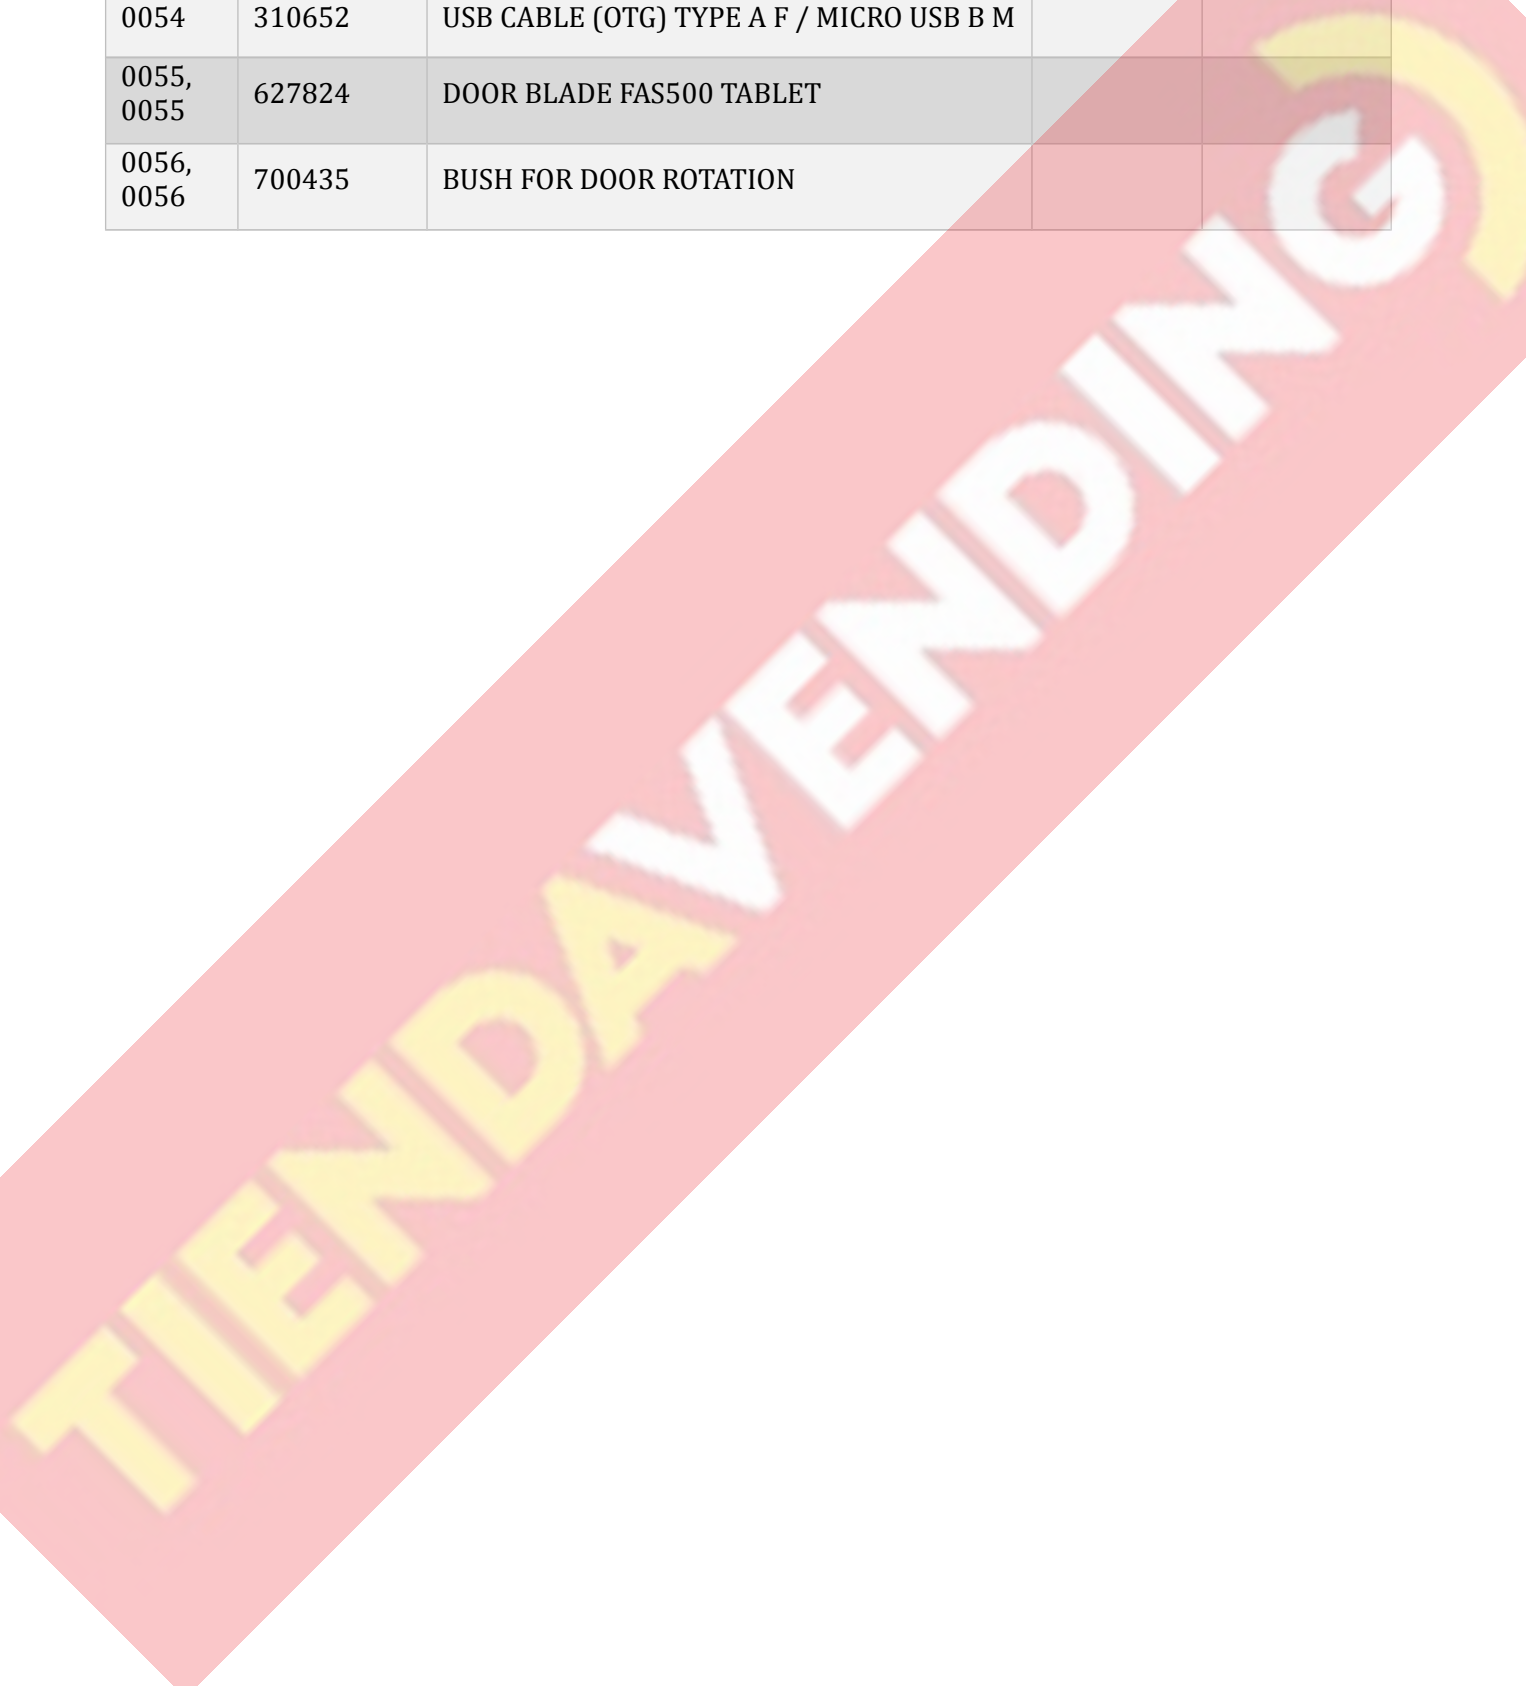 0054 310652 USB CABLE (OTG) TYPE A F / MICRO USB B M
0055,
0055 627824 DOOR BLADE FAS500 TABLET
0056,
0056 700435 BUSH FOR DOOR ROTATION
TIENDAVENDING